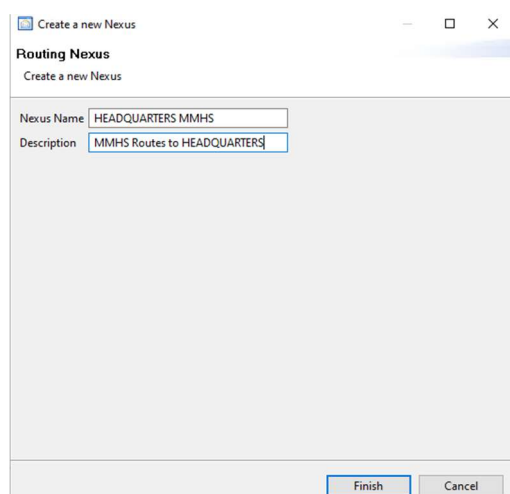 Create a new Nexus
Routing Nexus
Create a new Nexus
Nexus Name HEADQUARTERS MMHS
Description MMHS Routes to HEADQUARTERS
Finish Cancel